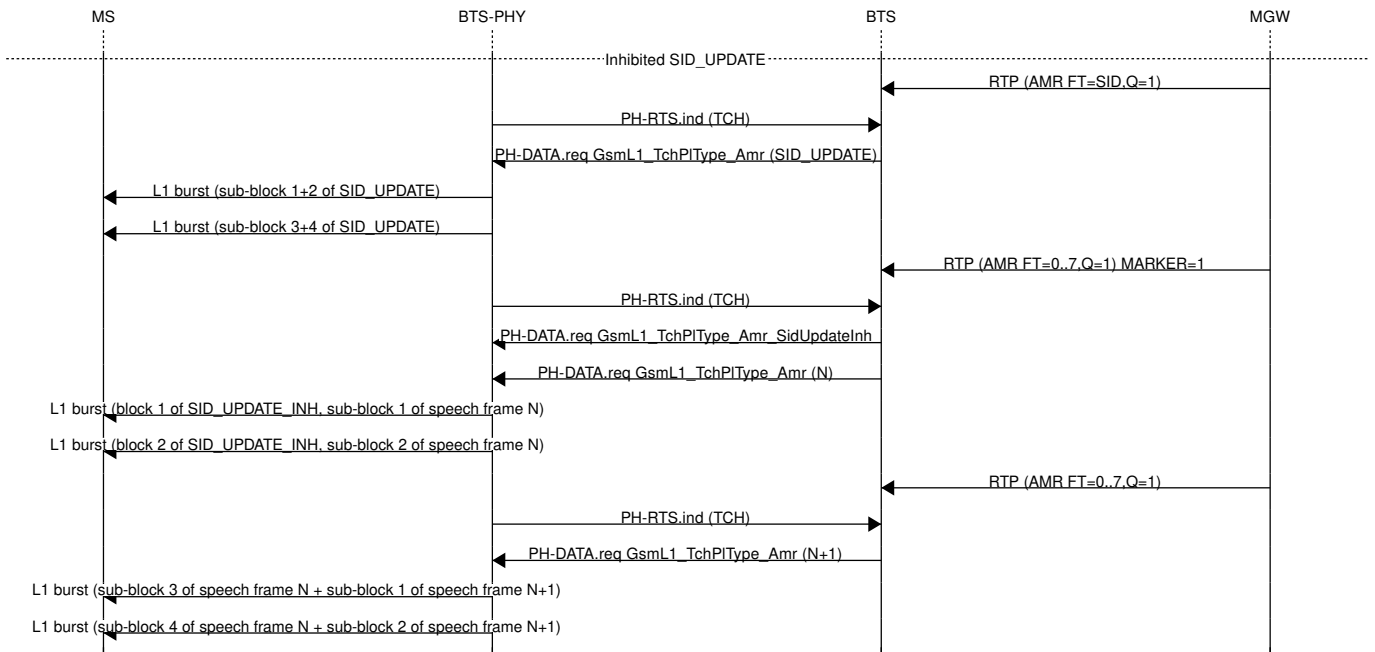 MS BTS-PHY BTS MGW
Inhibited SID_UPDATE
RTP (AMR FT=SID,Q=1)
PH-RTS.ind (TCH)
PH-DATA.req GsmL1_TchPlType_Amr (SID_UPDATE)
L1 burst (sub-block 1+2 of SID_UPDATE)
L1 burst (sub-block 3+4 of SID_UPDATE)
RTP (AMR FT=0..7,Q=1) MARKER=1
PH-RTS.ind (TCH)
PH-DATA.req GsmL1_TchPlType_Amr_SidUpdateInh
PH-DATA.req GsmL1_TchPlType_Amr (N)
L1 burst (block 1 of SID_UPDATE_INH, sub-block 1 of speech frame N)
L1 burst (block 2 of SID_UPDATE_INH, sub-block 2 of speech frame N)
RTP (AMR FT=0..7,Q=1)
PH-RTS.ind (TCH)
PH-DATA.req GsmL1_TchPlType_Amr (N+1)
L1 burst (sub-block 3 of speech frame N + sub-block 1 of speech frame N+1)
L1 burst (sub-block 4 of speech frame N + sub-block 2 of speech frame N+1)